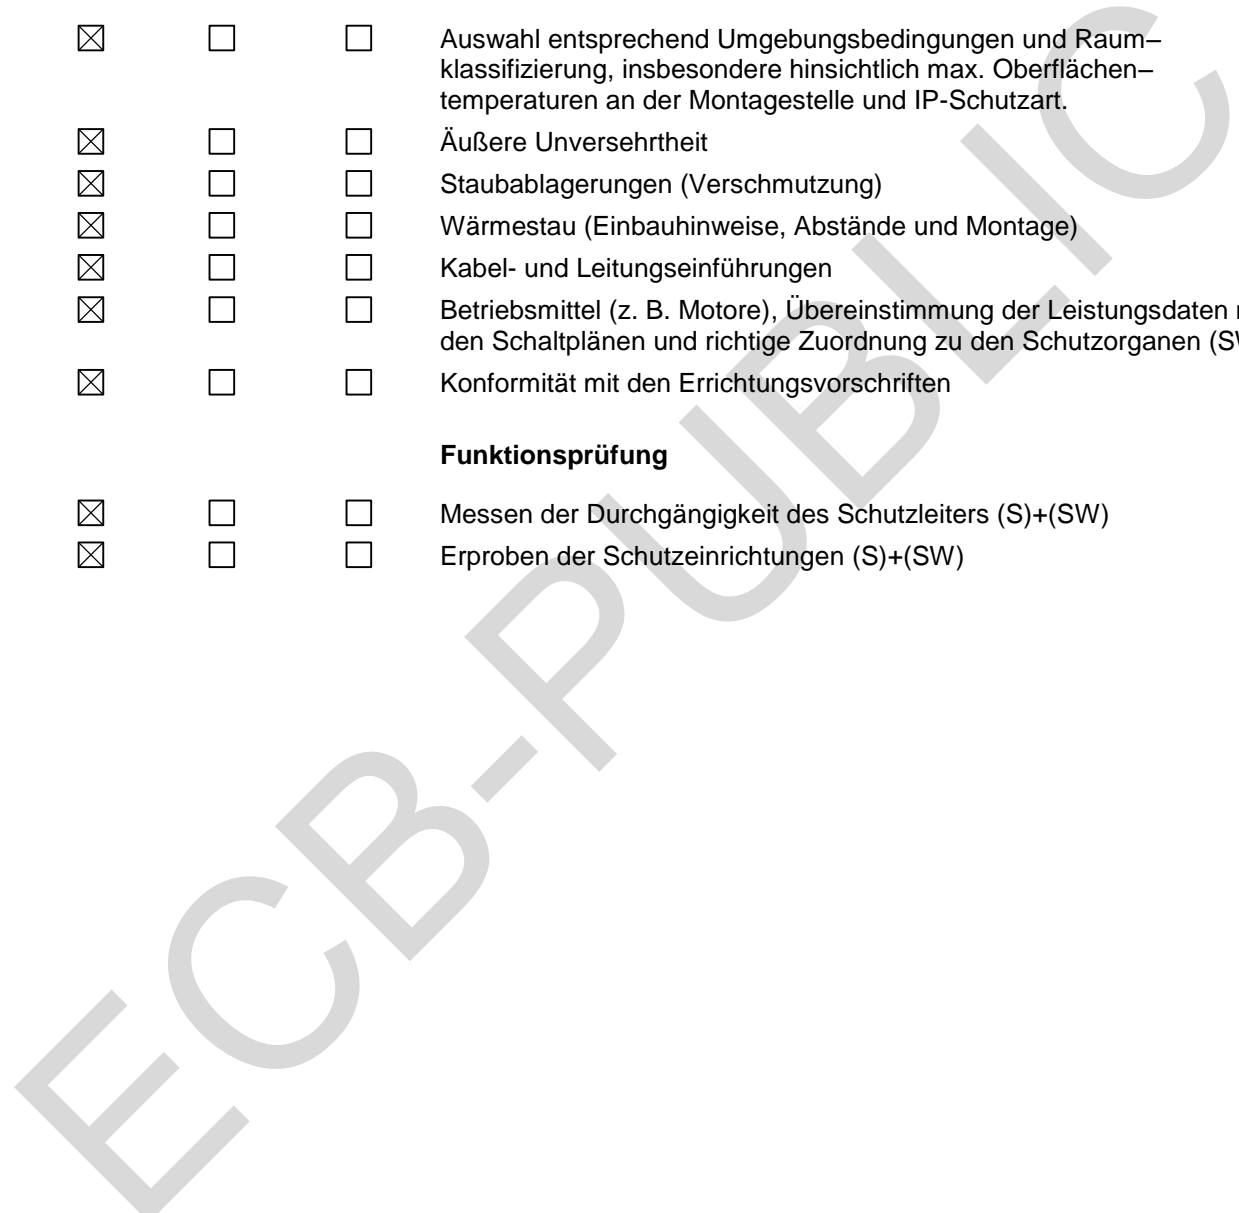 ☒ ☐ ☐ Auswahl entsprechend Umgebungsbedingungen und Raum–
klassifizierung, insbesondere hinsichtlich max. Oberflächen–
temperaturen an der Montagestelle und IP-Schutzart.
☒ ☐ ☐ Äußere Unversehrtheit
☒ ☐ ☐ Staubablagerungen (Verschmutzung)
☒ ☐ ☐ Wärmestau (Einbauhinweise, Abstände und Montage)
☒ ☐ ☐ Kabel- und Leitungseinführungen
☒ ☐ ☐ Betriebsmittel (z. B. Motore), Übereinstimmung der Leistungsdaten
den Schaltplänen und richtige Zuordnung zu den Schutzorganen
☒ ☐ ☐ Konformität mit den Errichtungsvorschriften
Funktionsprüfung
☒ ☐ ☐ Messen der Durchgängigkeit des Schutzleiters (S)+(SW)
☒ ☐ ☐ Erproben der Schutzeinrichtungen (S)+(SW)
ECB-PUBLIC